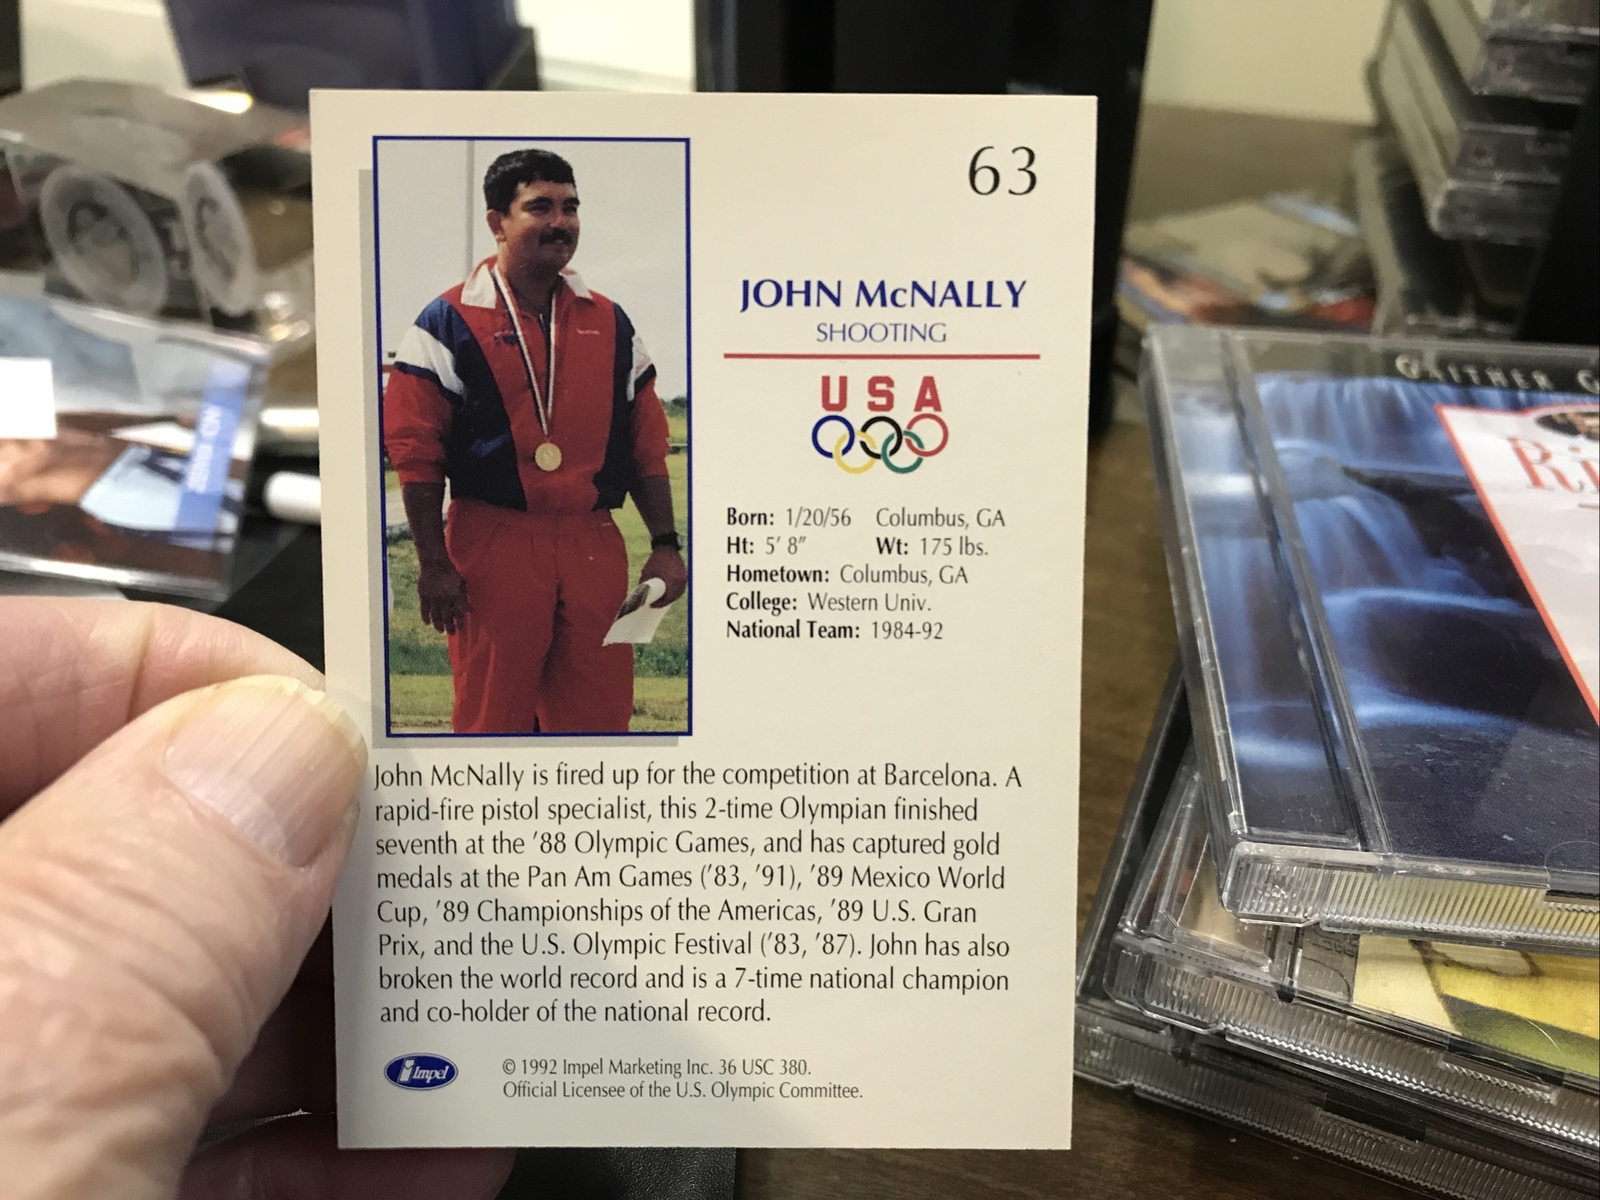 63
JOHN McNALLY
SHOOTING
USA
Born: 1/20/56 Columbus, GA
Ht: 5' 8" Wt: 175 lbs.
Hometown: Columbus, GA
College: Western Univ.
National Team: 1984-92
John McNally is fired up for the competition at Barcelona. A
rapid-fire pistol specialist, this 2-time Olympian finished
seventh at the '88 Olympic Games, and has captured gold
medals at the Pan Am Games ('83, '91), '89 Mexico World
Cup, '89 Championships of the Americas, '89 U.S. Gran
Prix, and the U.S. Olympic Festival ('83, '87). John has also
broken the world record and is a 7-time national champion
and co-holder of the national record.
Impel
© 1992 Impel Marketing Inc. 36 USC 380.
Official Licensee of the U.S. Olympic Committee.
GAITHER G